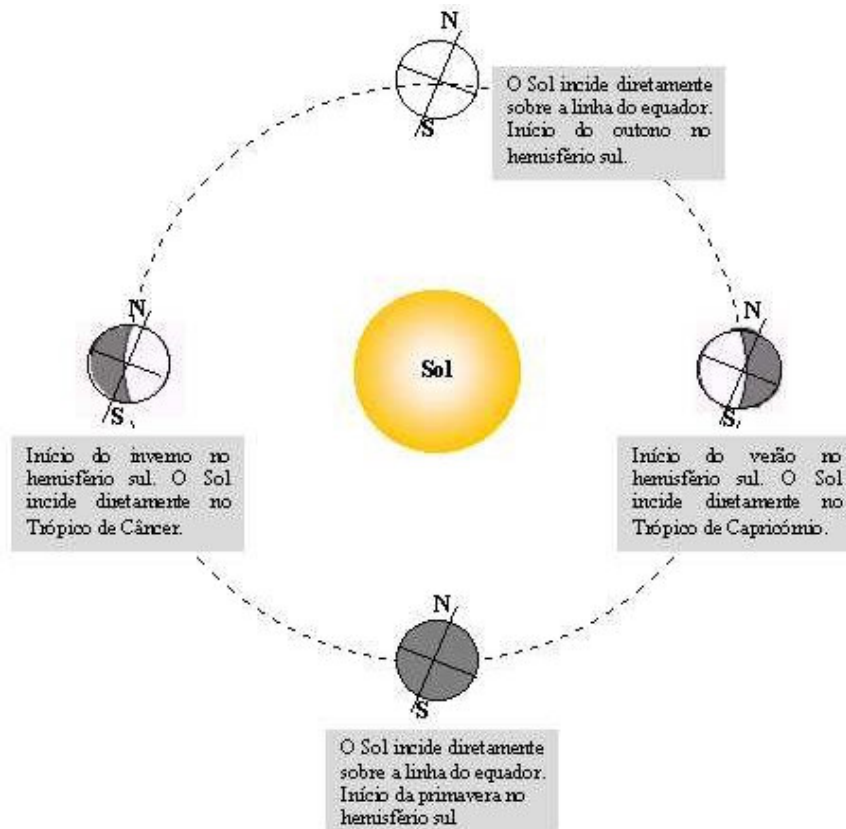 N
S
O Sol incide diretamente
sobre a linha do equador.
Início do outono no
hemisfério sul.
N
S
Sol
N
S
Início do inverno no
hemisfério sul. O Sol
incide diretamente no
Trópico de Câncer.
Início do verão no
hemisfério sul. O Sol
incide diretamente no
Trópico de Capricórnio.
N
S
O Sol incide diretamente
sobre a linha do equador.
Início da primavera no
hemisfério sul